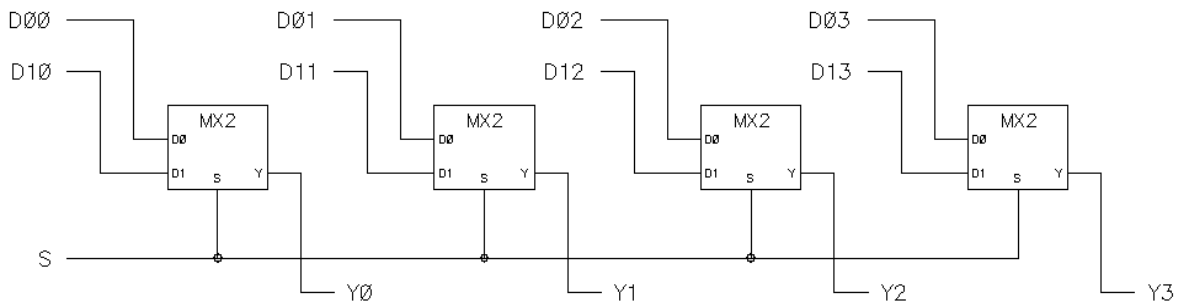 DØØ DØ1 DØ2 DØ3
D1Ø D11 D12 D13
MX2 MX2 MX2 MX2
DØ DØ DØ DØ
D1 S Y D1 S Y D1 S Y D1 S Y
S
YØ Y1 Y2 Y3